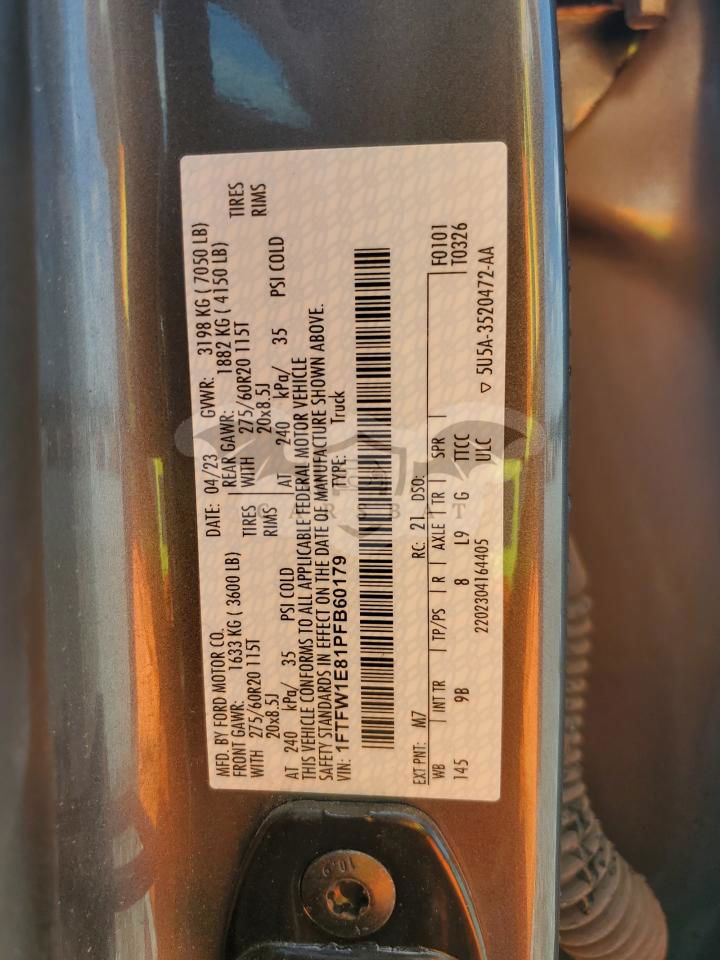 MFD. BY FORD MOTOR CO.
DATE: 04/23 GVWR: 3198 KG ( 7050 LB)
FRONT GAWR: 1633 KG ( 3600 LB)
REAR GAWR: 1882 KG ( 4150 LB)
WITH 275/60R20 115T TIRES
WITH 275/60R20 115T TIRES
20x8.5J RIMS
20x8.5J RIMS
AT 240 kPa/ 35 PSI COLD
AT 240 kPa/ 35 PSI COLD
THIS VEHICLE CONFORMS TO ALL APPLICABLE FEDERAL MOTOR VEHICLE
SAFETY STANDARDS IN EFFECT ON THE DATE OF MANUFACTURE SHOWN ABOVE.
VIN: 1FTFW1E81PFB60179 TYPE: Truck
EXT PNT: M7 RC: 21 DSO: F0101
WB INT TR TP/PS R AXLE TR SPR T0326
145 9B 8 L9 G TTCC
2202304164405 ULC ▽ 5U5A-3520472-AA
CARSBAT
10.9